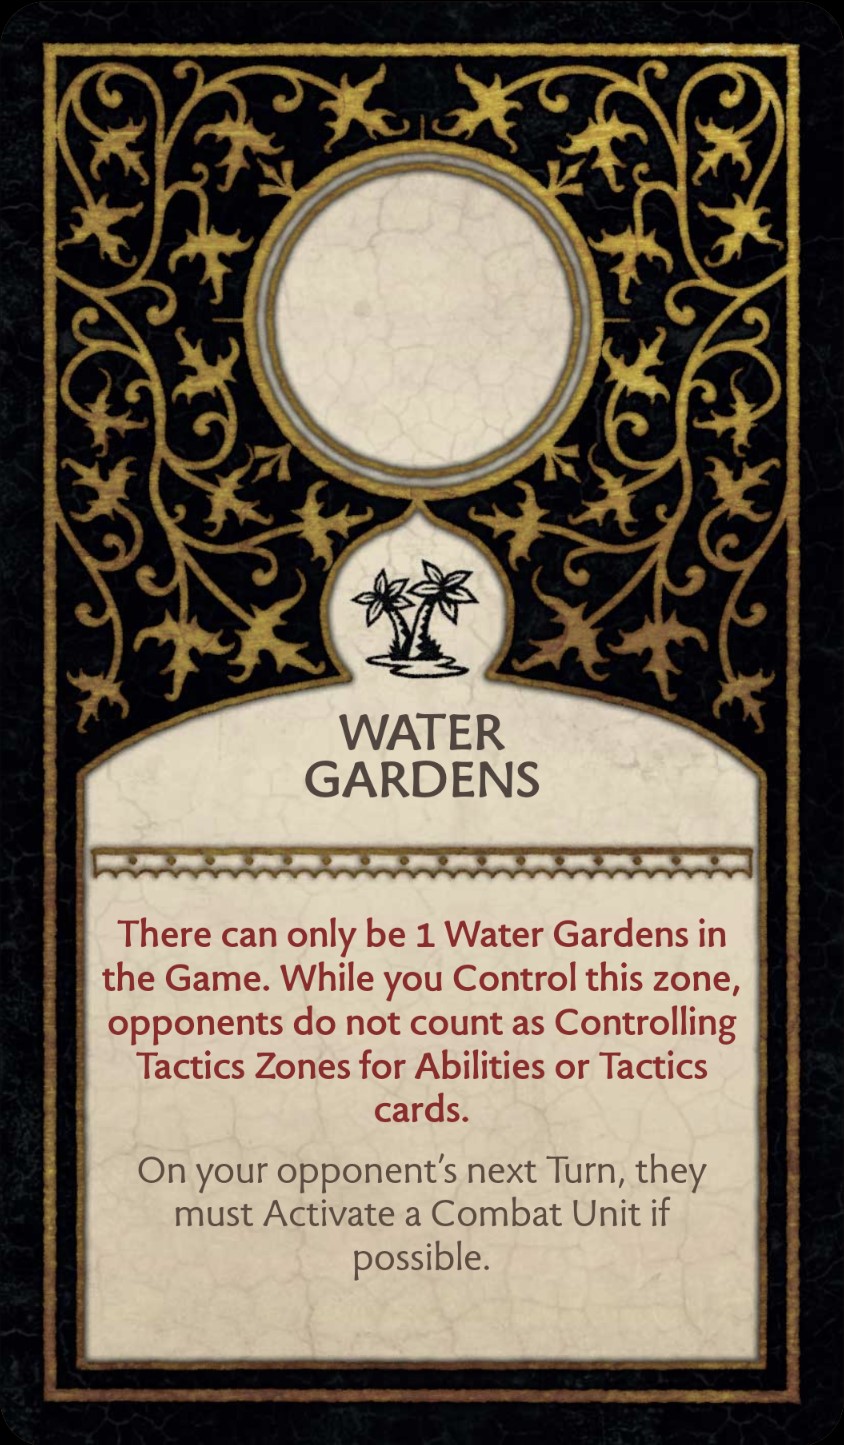 WATER
GARDENS
There can only be 1 Water Gardens in
the Game. While you Control this zone,
opponents do not count as Controlling
Tactics Zones for Abilities or Tactics
cards.
On your opponent's next Turn, they
must Activate a Combat Unit if
possible.